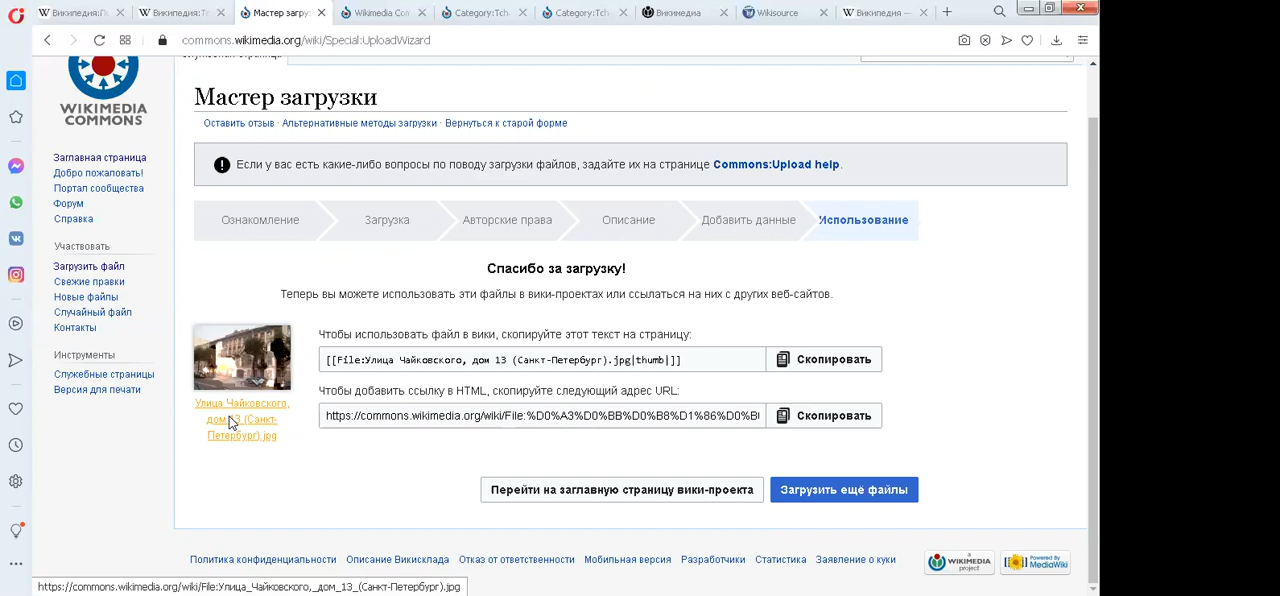 Википедия:П
Википедия:Т
Мастер загру
Wikimedia Con
Category:Tch
Category:Tch
Викимедиа
Wikisource
Википедия —
commons.wikimedia.org/wiki/Special:UploadWizard
WIKIMEDIA
COMMONS
Заглавная страница
Добро пожаловать!
Портал сообщества
Форум
Справка
Участвовать
Загрузить файл
Свежие правки
Новые файлы
Случайный файл
Контакты
Инструменты
Служебные страницы
Версия для печати
Мастер загрузки
Оставить отзыв · Альтернативные методы загрузки · Вернуться к старой форме
Если у вас есть какие-либо вопросы по поводу загрузки файлов, задайте их на странице Commons:Upload help.
Ознакомление
Загрузка
Авторские права
Описание
Добавить данные
Использование
Спасибо за загрузку!
Теперь вы можете использовать эти файлы в вики-проектах или ссылаться на них с других веб-сайтов.
Чтобы использовать файл в вики, скопируйте этот текст на страницу:
[[File:Улица Чайковского, дом 13 (Санкт-Петербург).jpg|thumb|]]
Скопировать
Чтобы добавить ссылку в HTML, скопируйте следующий адрес URL:
https://commons.wikimedia.org/wiki/File:%D0%A3%D0%BB%D0%B8%D1%86%D0%B
Скопировать
Улица Чайковского,
дом 13 (Санкт-
Петербург).jpg
Перейти на заглавную страницу вики-проекта
Загрузить ещё файлы
Политика конфиденциальности
Описание Викисклада
Отказ от ответственности
Мобильная версия
Разработчики
Статистика
Заявление о куки
a
WIKIMEDIA
project
Powered By
MediaWiki
https://commons.wikimedia.org/wiki/File:Улица_Чайковского,_дом_13_(Санкт-Петербург).jpg